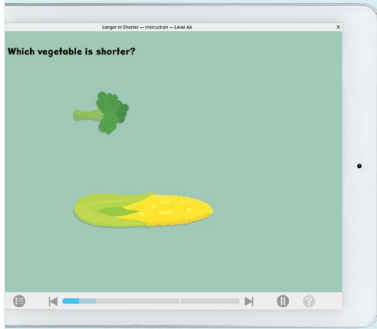 Longer or Shorter — Instruction — Level AA
X
Which vegetable is shorter?
?